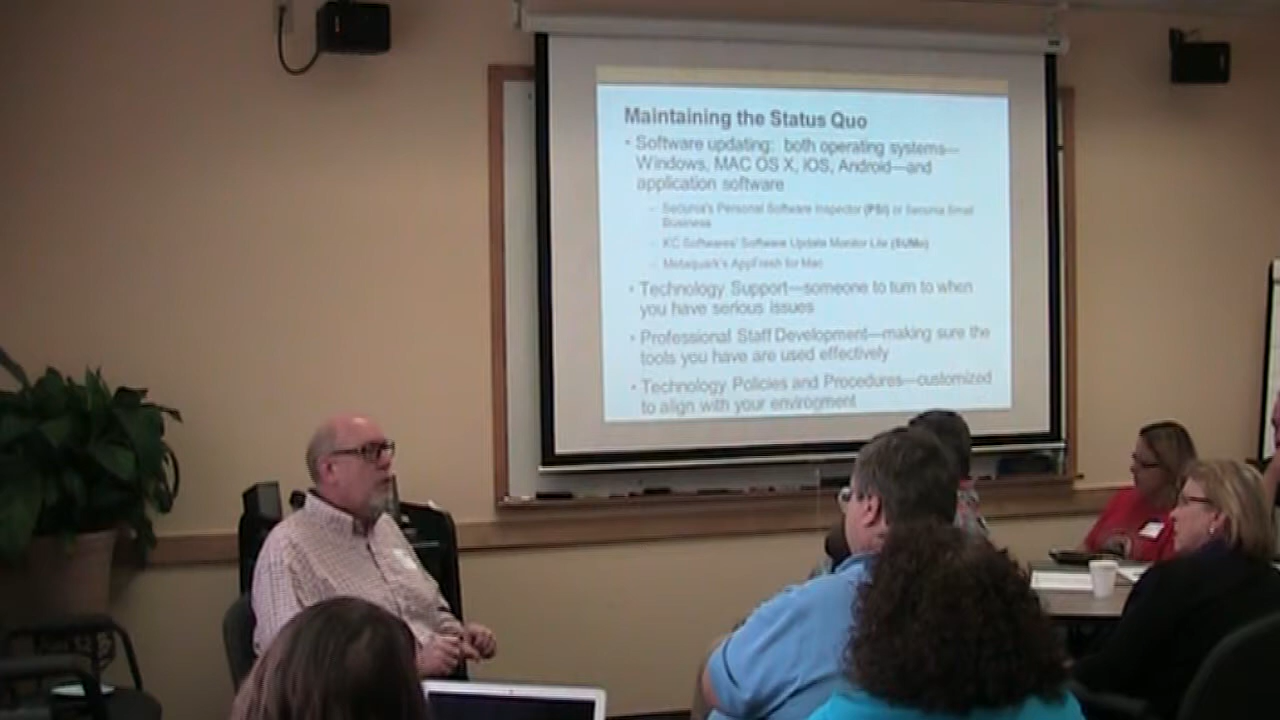 Maintaining the Status Quo
• Software updating: both operating systems—
Windows, MAC OS X, IOS, Android—and
application software
– Secunia's Personal Software Inspector (PSI) or Secunia Small
Business
– KC Softwares' Software Update Monitor Lite (SUMo)
– Metaquark's AppFresh for Mac
• Technology Support—someone to turn to when
you have serious issues
• Professional Staff Development—making sure the
tools you have are used effectively
• Technology Policies and Procedures—customized
to align with your environment